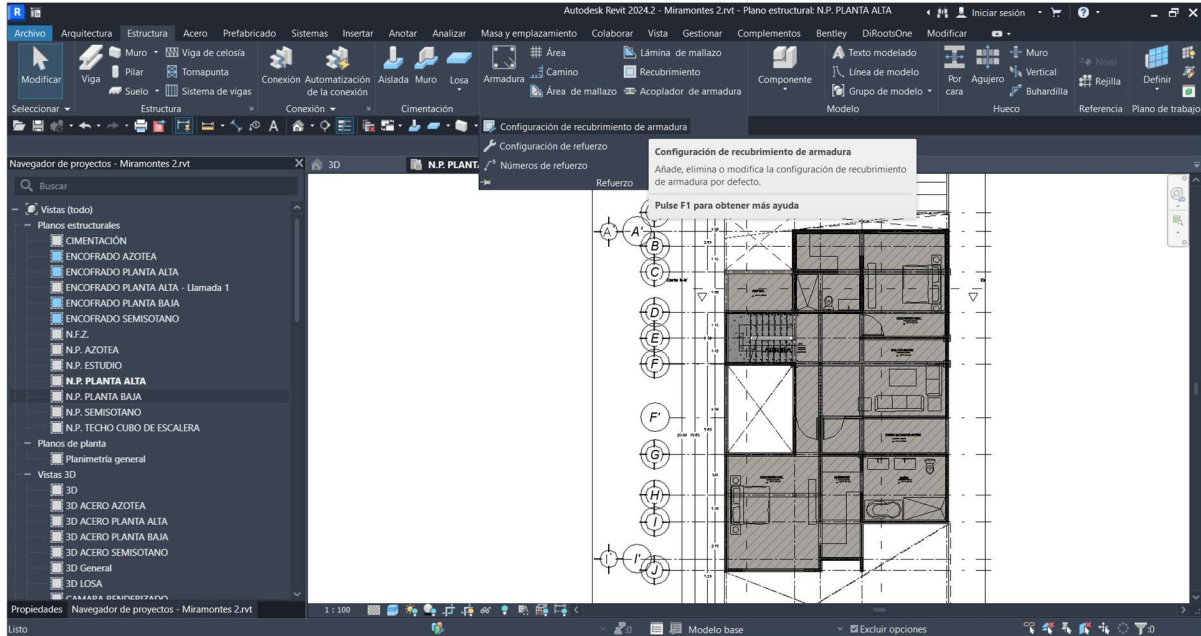 Autodesk Revit 2024.2 - Miramontes 2.rvt - Plano estructural: N.P. PLANTA ALTA
Iniciar sesión
Archivo Arquitectura Estructura Acero Prefabricado Sistemas Insertar Anotar Analizar Masa y emplazamiento Colaborar Vista Gestionar Complementos Bentley DiRootsOne Modificar
Muro Viga de celosía Área Lámina de mallazo Texto modelado Muro Nivel
Pilar Tornapunta Camino Recubrimiento Línea de modelo Vertical Rejilla
Modificar Viga Conexión Automatización de la conexión Aislada Muro Losa Armadura Componente Por cara Agujero Definir
Suelo Sistema de vigas Área de mallazo Acoplador de armadura Grupo de modelo Buhardilla
Seleccionar Estructura Conexión Cimentación Modelo Hueco Referencia Plano de trabajo
Configuración de recubrimiento de armadura
Configuración de refuerzo
Números de refuerzo
Refuerzo
Configuración de recubrimiento de armadura
Añade, elimina o modifica la configuración de recubrimiento
de armadura por defecto.
Pulse F1 para obtener más ayuda
Navegador de proyectos - Miramontes 2.rvt
3D
N.P. PLANT
Buscar
Vistas (todo)
Planos estructurales
CIMENTACIÓN
ENCOFRADO AZOTEA
ENCOFRADO PLANTA ALTA
ENCOFRADO PLANTA ALTA - Llamada 1
ENCOFRADO PLANTA BAJA
ENCOFRADO SEMISOTANO
N.F.Z.
N.P. AZOTEA
N.P. ESTUDIO
N.P. PLANTA ALTA
N.P. PLANTA BAJA
N.P. SEMISOTANO
N.P. TECHO CUBO DE ESCALERA
Planos de planta
Planimetría general
Vistas 3D
3D
3D ACERO AZOTEA
3D ACERO PLANTA ALTA
3D ACERO PLANTA BAJA
3D ACERO SEMISOTANO
3D General
3D LOSA
CAMARA RENDERIZADO
A' A'
B
C
D
E
F
F'
G
H
I
I' I'
J
Propiedades Navegador de proyectos - Miramontes 2.rvt
1 : 100
Listo
:0
Modelo base
Excluir opciones
:0